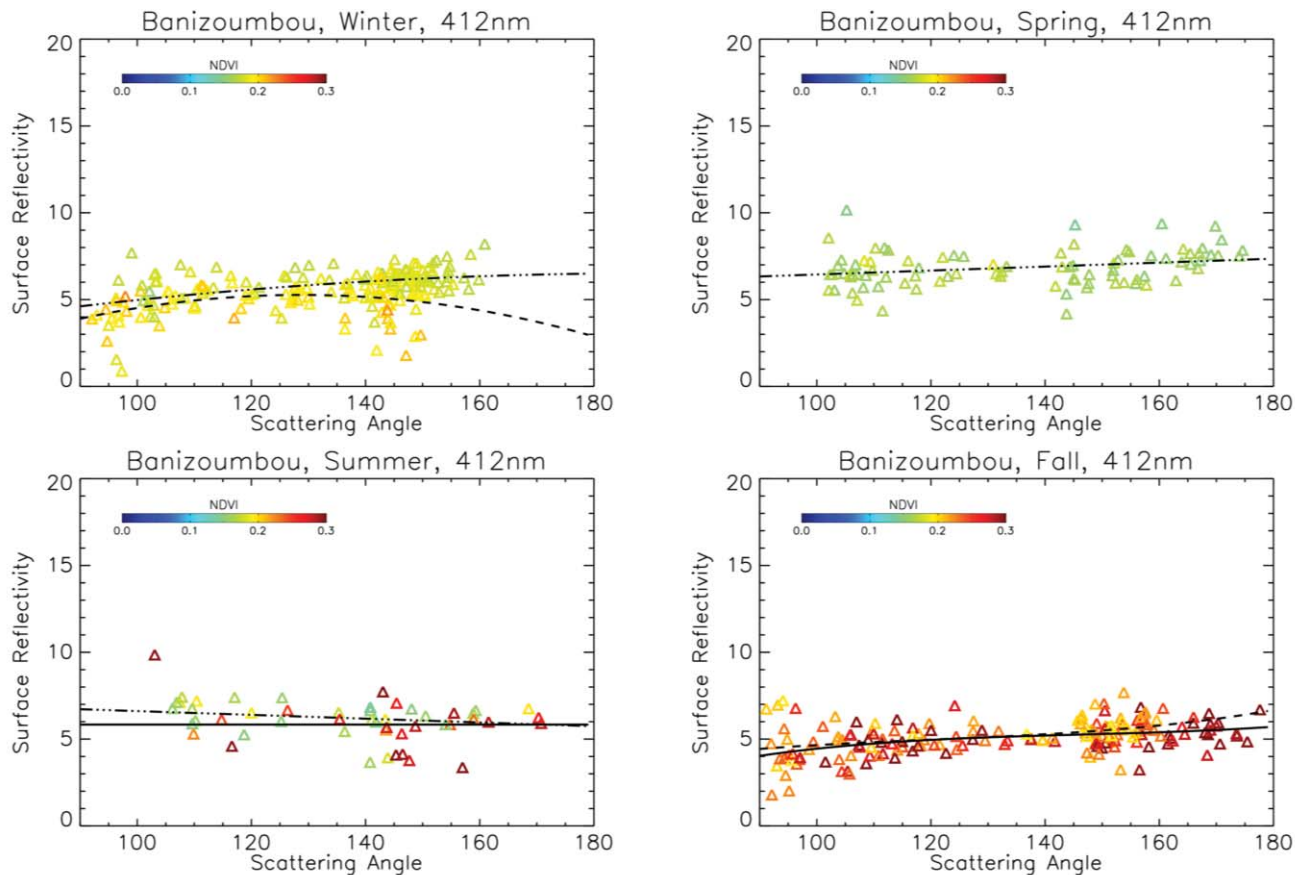 Banizoumbou, Winter, 412nm
20
15
10
5
0
Surface Reflectivity
NDVI
0.0 0.1 0.2 0.3
100 120 140 160 180
Scattering Angle
Banizoumbou, Spring, 412nm
20
15
10
5
0
Surface Reflectivity
NDVI
0.0 0.1 0.2 0.3
100 120 140 160 180
Scattering Angle
Banizoumbou, Summer, 412nm
20
15
10
5
0
Surface Reflectivity
NDVI
0.0 0.1 0.2 0.3
100 120 140 160 180
Scattering Angle
Banizoumbou, Fall, 412nm
20
15
10
5
0
Surface Reflectivity
NDVI
0.0 0.1 0.2 0.3
100 120 140 160 180
Scattering Angle